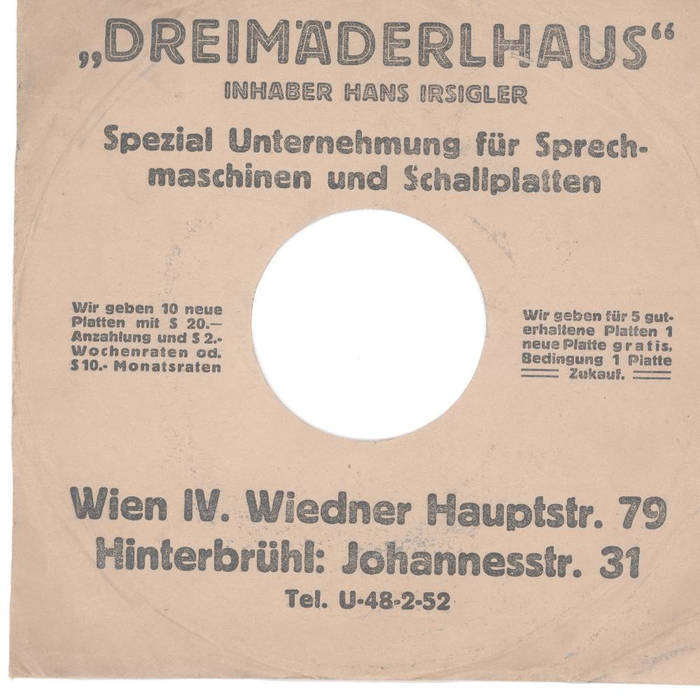 „DREIMÄDERLHAUS“
INHABER HANS IRSIGLER
Spezial Unternehmung für Sprech-
maschinen und Schallplatten
Wir geben 10 neue
Platten mit S 20.—
Anzahlung und S 2.-
Wochenraten od.
S 10.- Monatsraten
Wir geben für 5 gut-
erhaltene Platten 1
neue Platte gratis,
Bedingung 1 Platte
Zukauf.
Wien IV. Wiedner Hauptstr. 79
Hinterbrühl: Johannesstr. 31
Tel. U-48-2-52